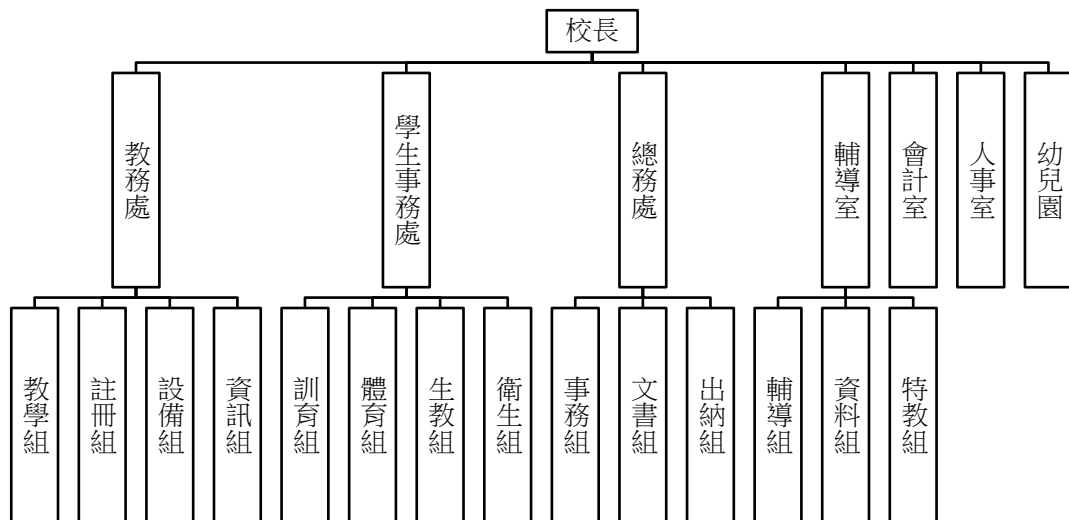 校長
教務處
學生事務處
總務處
輔導室
會計室
人事室
幼兒園
教學組
註冊組
設備組
資訊組
訓育組
體育組
生教組
衛生組
事務組
文書組
出納組
輔導組
資料組
特教組